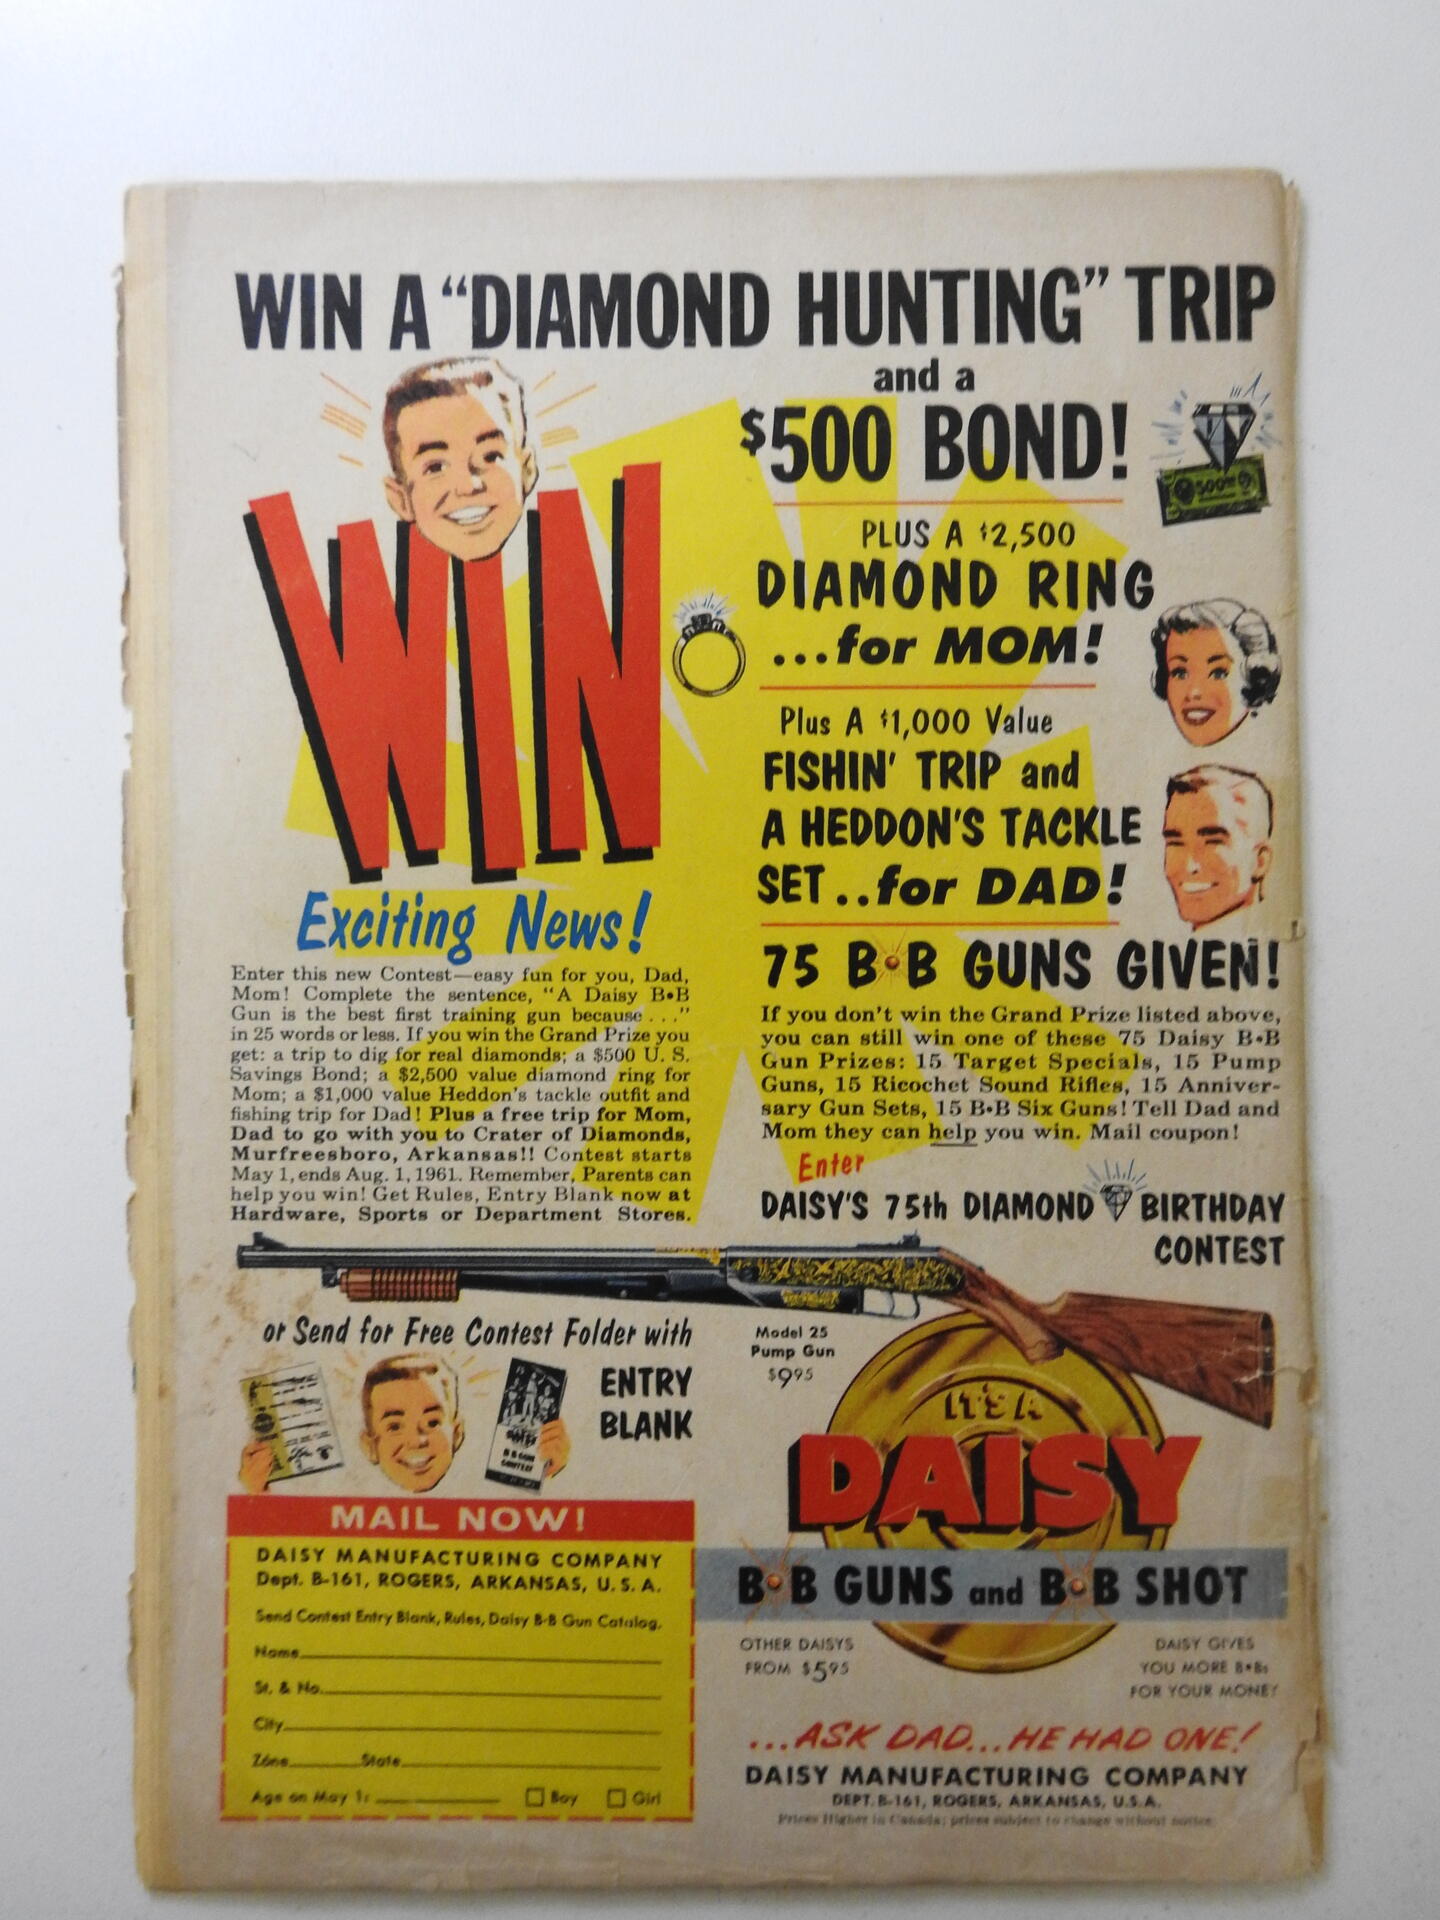 WIN A “DIAMOND HUNTING” TRIP
and a
$500 BOND!
WIN
PLUS A $2,500
DIAMOND RING
...for MOM!
Plus A $1,000 Value
FISHIN’ TRIP and
A HEDDON’S TACKLE
SET..for DAD!
Exciting News!
Enter this new Contest—easy fun for you, Dad,
Mom! Complete the sentence, “A Daisy B•B
Gun is the best first training gun because . . .”
in 25 words or less. If you win the Grand Prize you
get: a trip to dig for real diamonds; a $500 U. S.
Savings Bond; a $2,500 value diamond ring for
Mom; a $1,000 value Heddon’s tackle outfit and
fishing trip for Dad! Plus a free trip for Mom,
Dad to go with you to Crater of Diamonds,
Murfreesboro, Arkansas!! Contest starts
May 1, ends Aug. 1, 1961. Remember, Parents can
help you win! Get Rules, Entry Blank now at
Hardware, Sports or Department Stores.
75 B•B GUNS GIVEN!
If you don’t win the Grand Prize listed above,
you can still win one of these 75 Daisy B•B
Gun Prizes: 15 Target Specials, 15 Pump
Guns, 15 Ricochet Sound Rifles, 15 Anniver-
sary Gun Sets, 15 B•B Six Guns! Tell Dad and
Mom they can help you win. Mail coupon!
Enter
DAISY’S 75th DIAMOND BIRTHDAY
CONTEST
or Send for Free Contest Folder with
ENTRY
BLANK
B•B GUN
CONTEST
Model 25
Pump Gun
$9.95
IT’S A
DAISY
B•B GUNS and B•B SHOT
OTHER DAISYS
FROM $5.95
DAISY GIVES
YOU MORE B•Bs
FOR YOUR MONEY
...ASK DAD...HE HAD ONE!
DAISY MANUFACTURING COMPANY
DEPT. B-161, ROGERS, ARKANSAS, U.S.A.
Prices Higher in Canada; prices subject to change without notice.
MAIL NOW!
DAISY MANUFACTURING COMPANY
Dept. B-161, ROGERS, ARKANSAS, U. S. A.
Send Contest Entry Blank, Rules, Daisy B-B Gun Catalog.
Name
St. & No.
City
Zone State
Age on May 1: Boy Girl